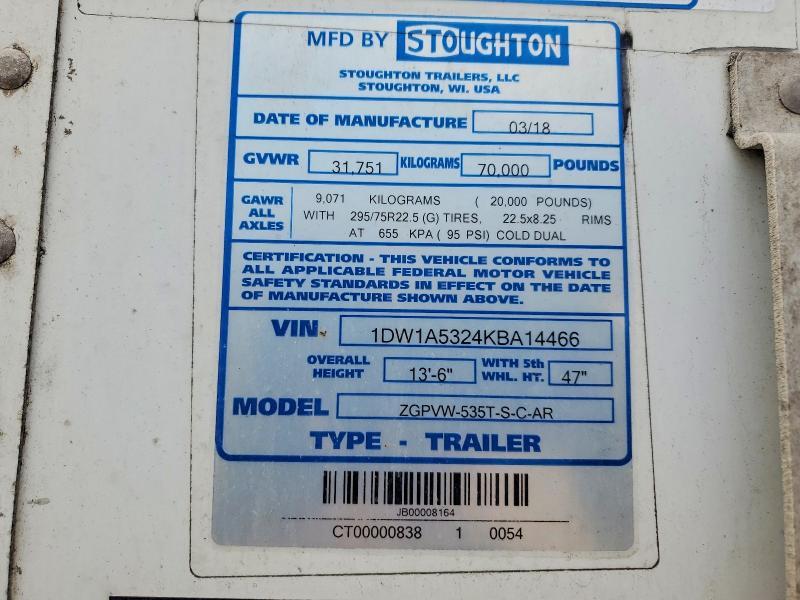 MFD BY STOUGHTON
STOUGHTON TRAILERS, LLC
STOUGHTON, WI. USA
DATE OF MANUFACTURE 03/18
GVWR 31,751 KILOGRAMS 70,000 POUNDS
GAWR ALL AXLES
9,071 KILOGRAMS ( 20,000 POUNDS)
WITH 295/75R22.5 (G) TIRES, 22.5x8.25 RIMS
AT 655 KPA ( 95 PSI) COLD DUAL
CERTIFICATION - THIS VEHICLE CONFORMS TO
ALL APPLICABLE FEDERAL MOTOR VEHICLE
SAFETY STANDARDS IN EFFECT ON THE DATE
OF MANUFACTURE SHOWN ABOVE.
VIN 1DW1A5324KBA14466
OVERALL HEIGHT 13'-6" WITH 5th WHL. HT. 47"
MODEL ZGPVW-535T-S-C-AR
TYPE - TRAILER
JB00008164
CT00000838 1 0054